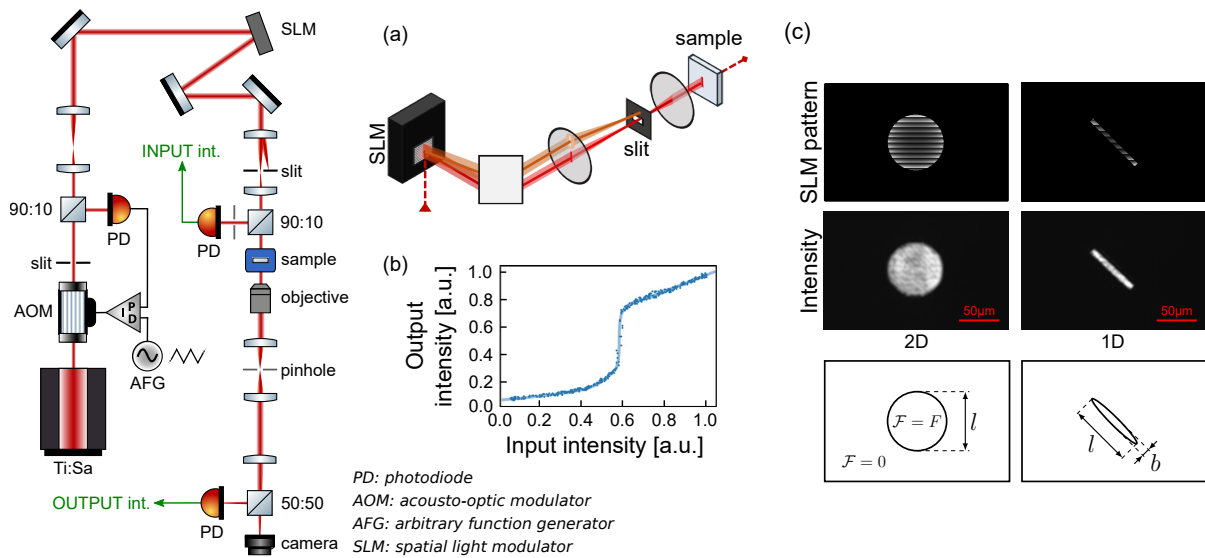 SLM
INPUT int.
slit
90:10
PD
PD
90:10
slit
sample
AOM
P
I
D
objective
AFG
pinhole
Ti:Sa
OUTPUT int.
50:50
PD
camera
(a)
sample
SLM
slit
(b)
Output
intensity [a.u.]
1.0
0.8
0.6
0.4
0.2
0.0
0.0 0.2 0.4 0.6 0.8 1.0
Input intensity [a.u.]
PD: photodiode
AOM: acousto-optic modulator
AFG: arbitrary function generator
SLM: spatial light modulator
(c)
SLM pattern
Intensity
50μm
50μm
2D
1D
ℱ = F
l
ℱ = 0
l
b